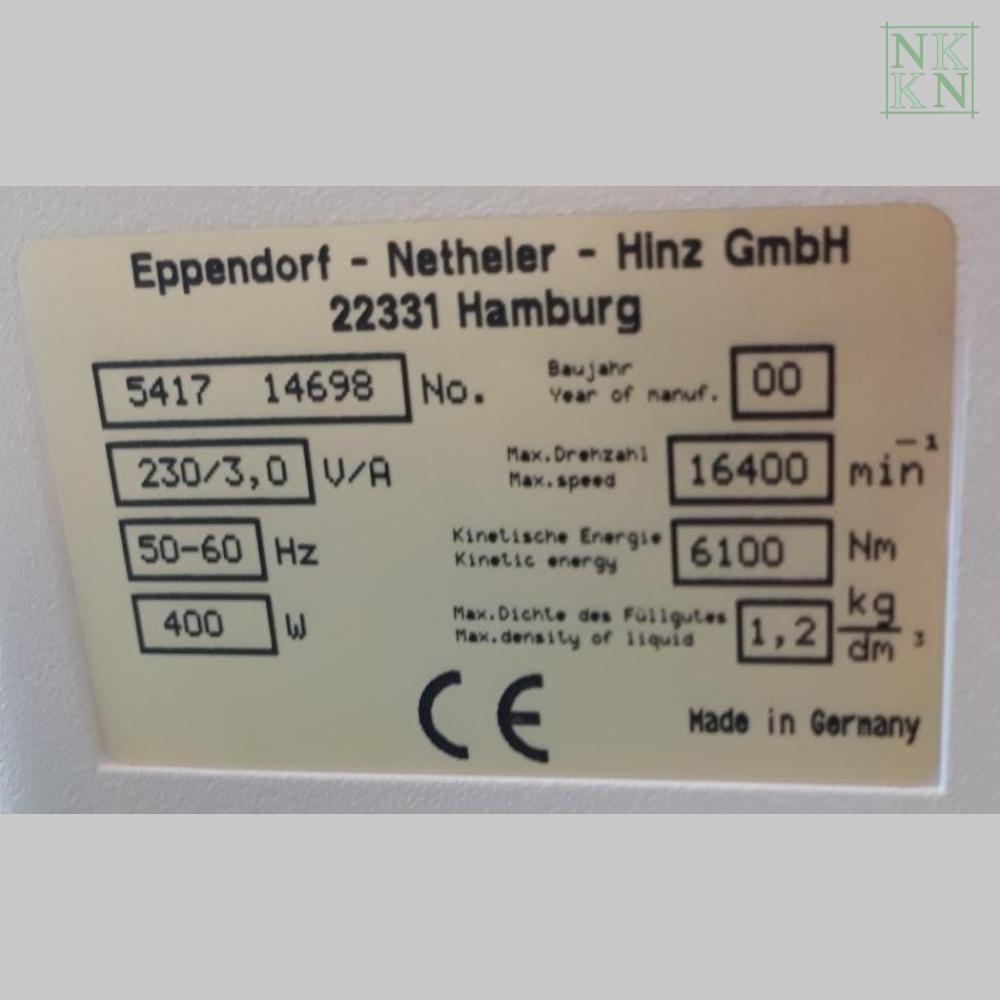 NK
KN
Eppendorf - Netheler - Hinz GmbH
22331 Hamburg
5417 14698 No.
Baujahr
Year of manuf.
00
230/3,0 V/A
Max.Drehzahl
Max.speed
16400 min⁻¹
50-60 Hz
Kinetische Energie
Kinetic energy
6100 Nm
400 W
Max.Dichte des Füllgutes
Max.density of liquid
1,2 kg/dm³
CE
Made in Germany